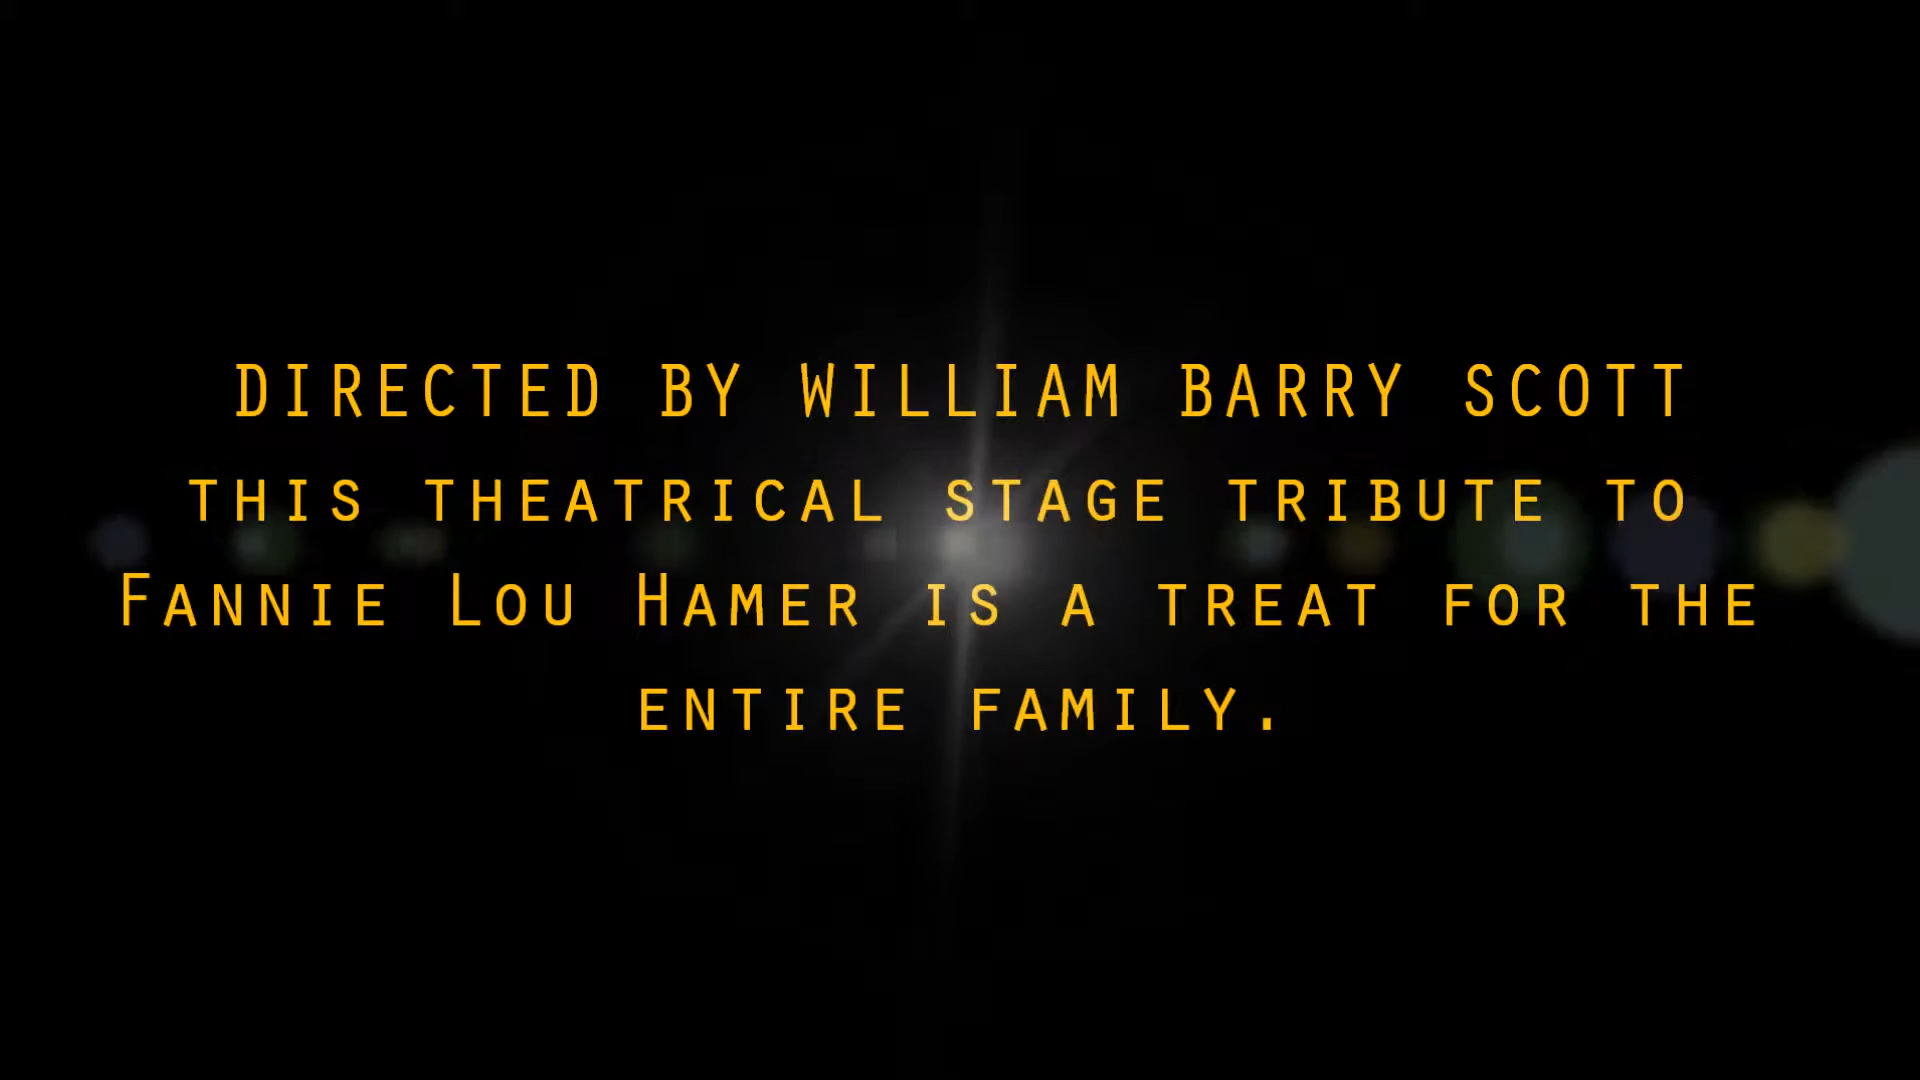 DIRECTED BY WILLIAM BARRY SCOTT
THIS THEATRICAL STAGE TRIBUTE TO
FANNIE LOU HAMER IS A TREAT FOR THE
ENTIRE FAMILY.